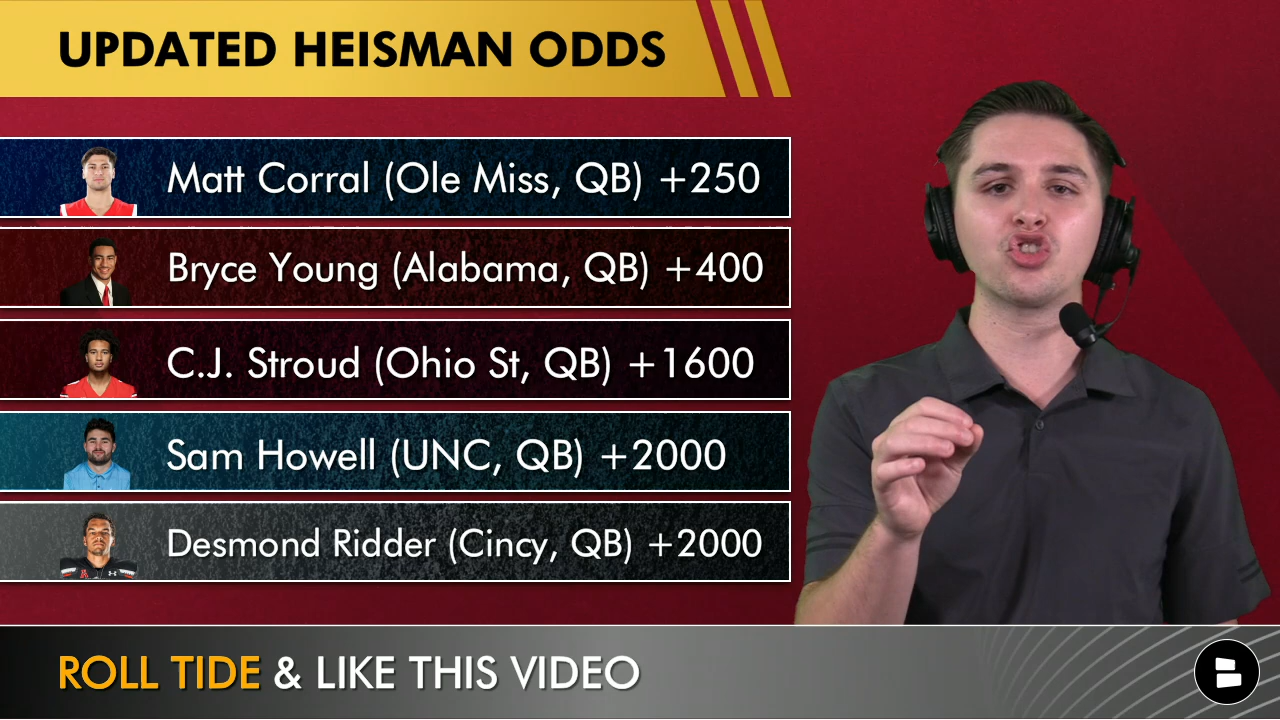 UPDATED HEISMAN ODDS
Matt Corral (Ole Miss, QB) +250
Bryce Young (Alabama, QB) +400
C.J. Stroud (Ohio St, QB) +1600
Sam Howell (UNC, QB) +2000
Desmond Ridder (Cincy, QB) +2000
ROLL TIDE & LIKE THIS VIDEO